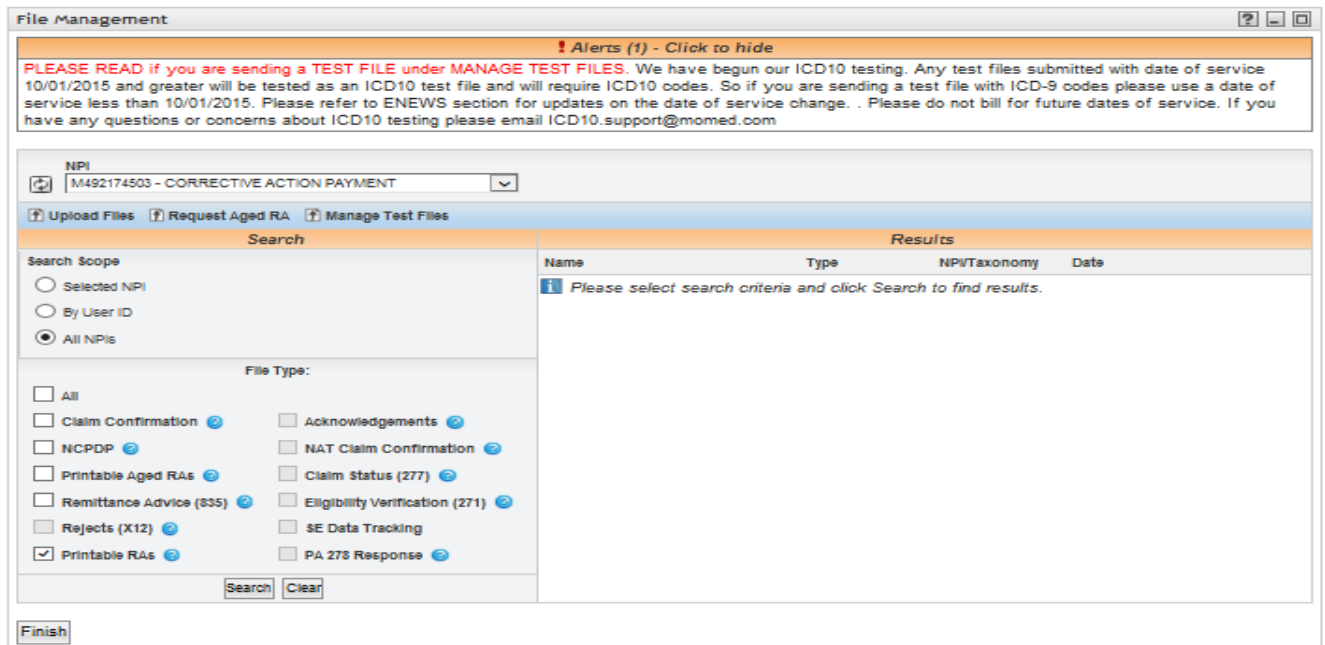 File Management
! Alerts (1) - Click to hide
PLEASE READ if you are sending a TEST FILE under MANAGE TEST FILES. We have begun our ICD10 testing. Any test files submitted with date of service
10/01/2015 and greater will be tested as an ICD10 test file and will require ICD10 codes. So if you are sending a test file with ICD-9 codes please use a date of
service less than 10/01/2015. Please refer to ENEWS section for updates on the date of service change. . Please do not bill for future dates of service. If you
have any questions or concerns about ICD10 testing please email ICD10.support@momed.com
NPI
M492174503 - CORRECTIVE ACTION PAYMENT
Upload Files Request Aged RA Manage Test Files
Search
Results
Search Scope
Selected NPI
By User ID
All NPIs
Name Type NPI/Taxonomy Date
Please select search criteria and click Search to find results.
File Type:
All
Claim Confirmation Acknowledgements
NCPDP NAT Claim Confirmation
Printable Aged RAs Claim Status (277)
Remittance Advice (835) Eligibility Verification (271)
Rejects (X12) SE Data Tracking
Printable RAs PA 278 Response
Search Clear
Finish